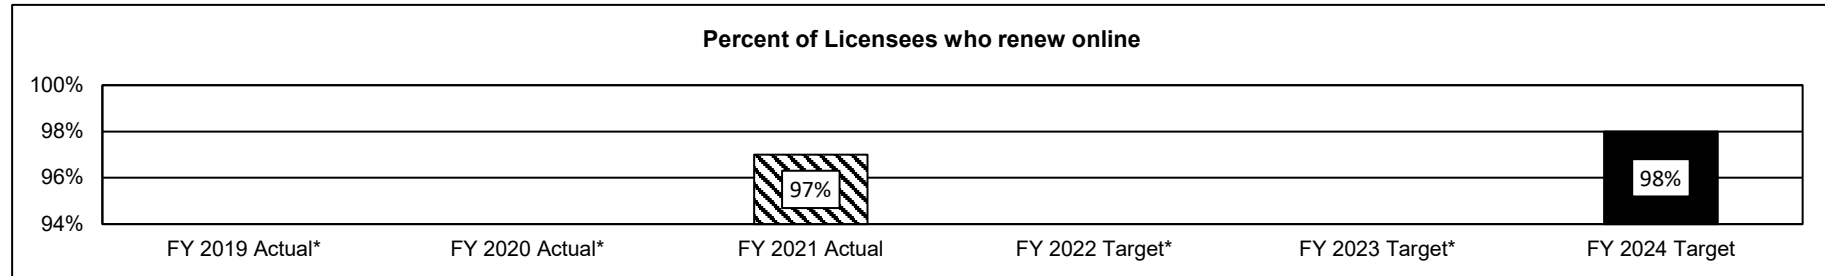 Percent of Licensees who renew online
100%
98%
96%
94%
97%
98%
FY 2019 Actual*
FY 2020 Actual*
FY 2021 Actual
FY 2022 Target*
FY 2023 Target*
FY 2024 Target